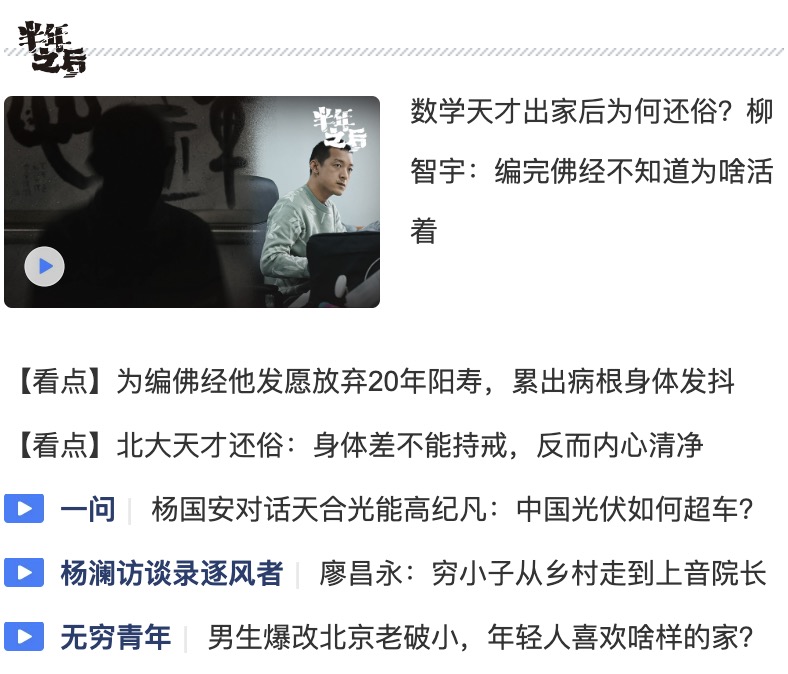 半年
之后
半年
之后
数学天才出家后为何还俗？柳
智宇：编完佛经不知道为啥活
着
【看点】为编佛经他发愿放弃20年阳寿，累出病根身体发抖
【看点】北大天才还俗：身体差不能持戒，反而内心清净
一问 | 杨国安对话天合光能高纪凡：中国光伏如何超车？
杨澜访谈录逐风者 | 廖昌永：穷小子从乡村走到上音院长
无穷青年 | 男生爆改北京老破小，年轻人喜欢啥样的家？